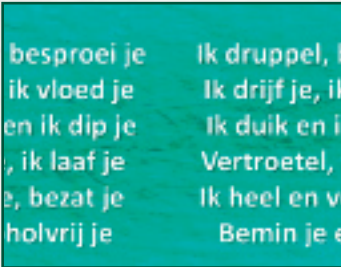 besproei je Ik druppel,
ik vloed je Ik drijf je,
en ik dip je Ik duik en
, ik laaf je Vertroetel,
, bezat je Ik heel en
holvrij je Bemin je